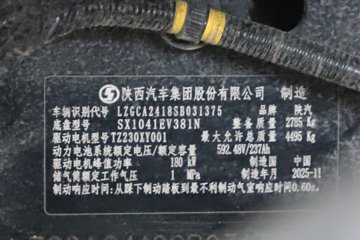 陕西汽车集团股份有限公司 制造
车辆识别代号 LZGCA2418SB031375 品牌 陕汽
底盘型号 SX1041EV381N 整备质量 2785 Kg
驱动电机型号 TZ230XY001 最大允许总质量 4495 Kg
动力电池系统额定电压/额定容量 592.48V/237Ah
驱动电机峰值功率 180 kW 制造国 中国
储气筒额定工作气压 1 MPa 制造年月 2025-11
制动响应时间:从踩下制动踏板到最不利制动气室响应时间0.60s.